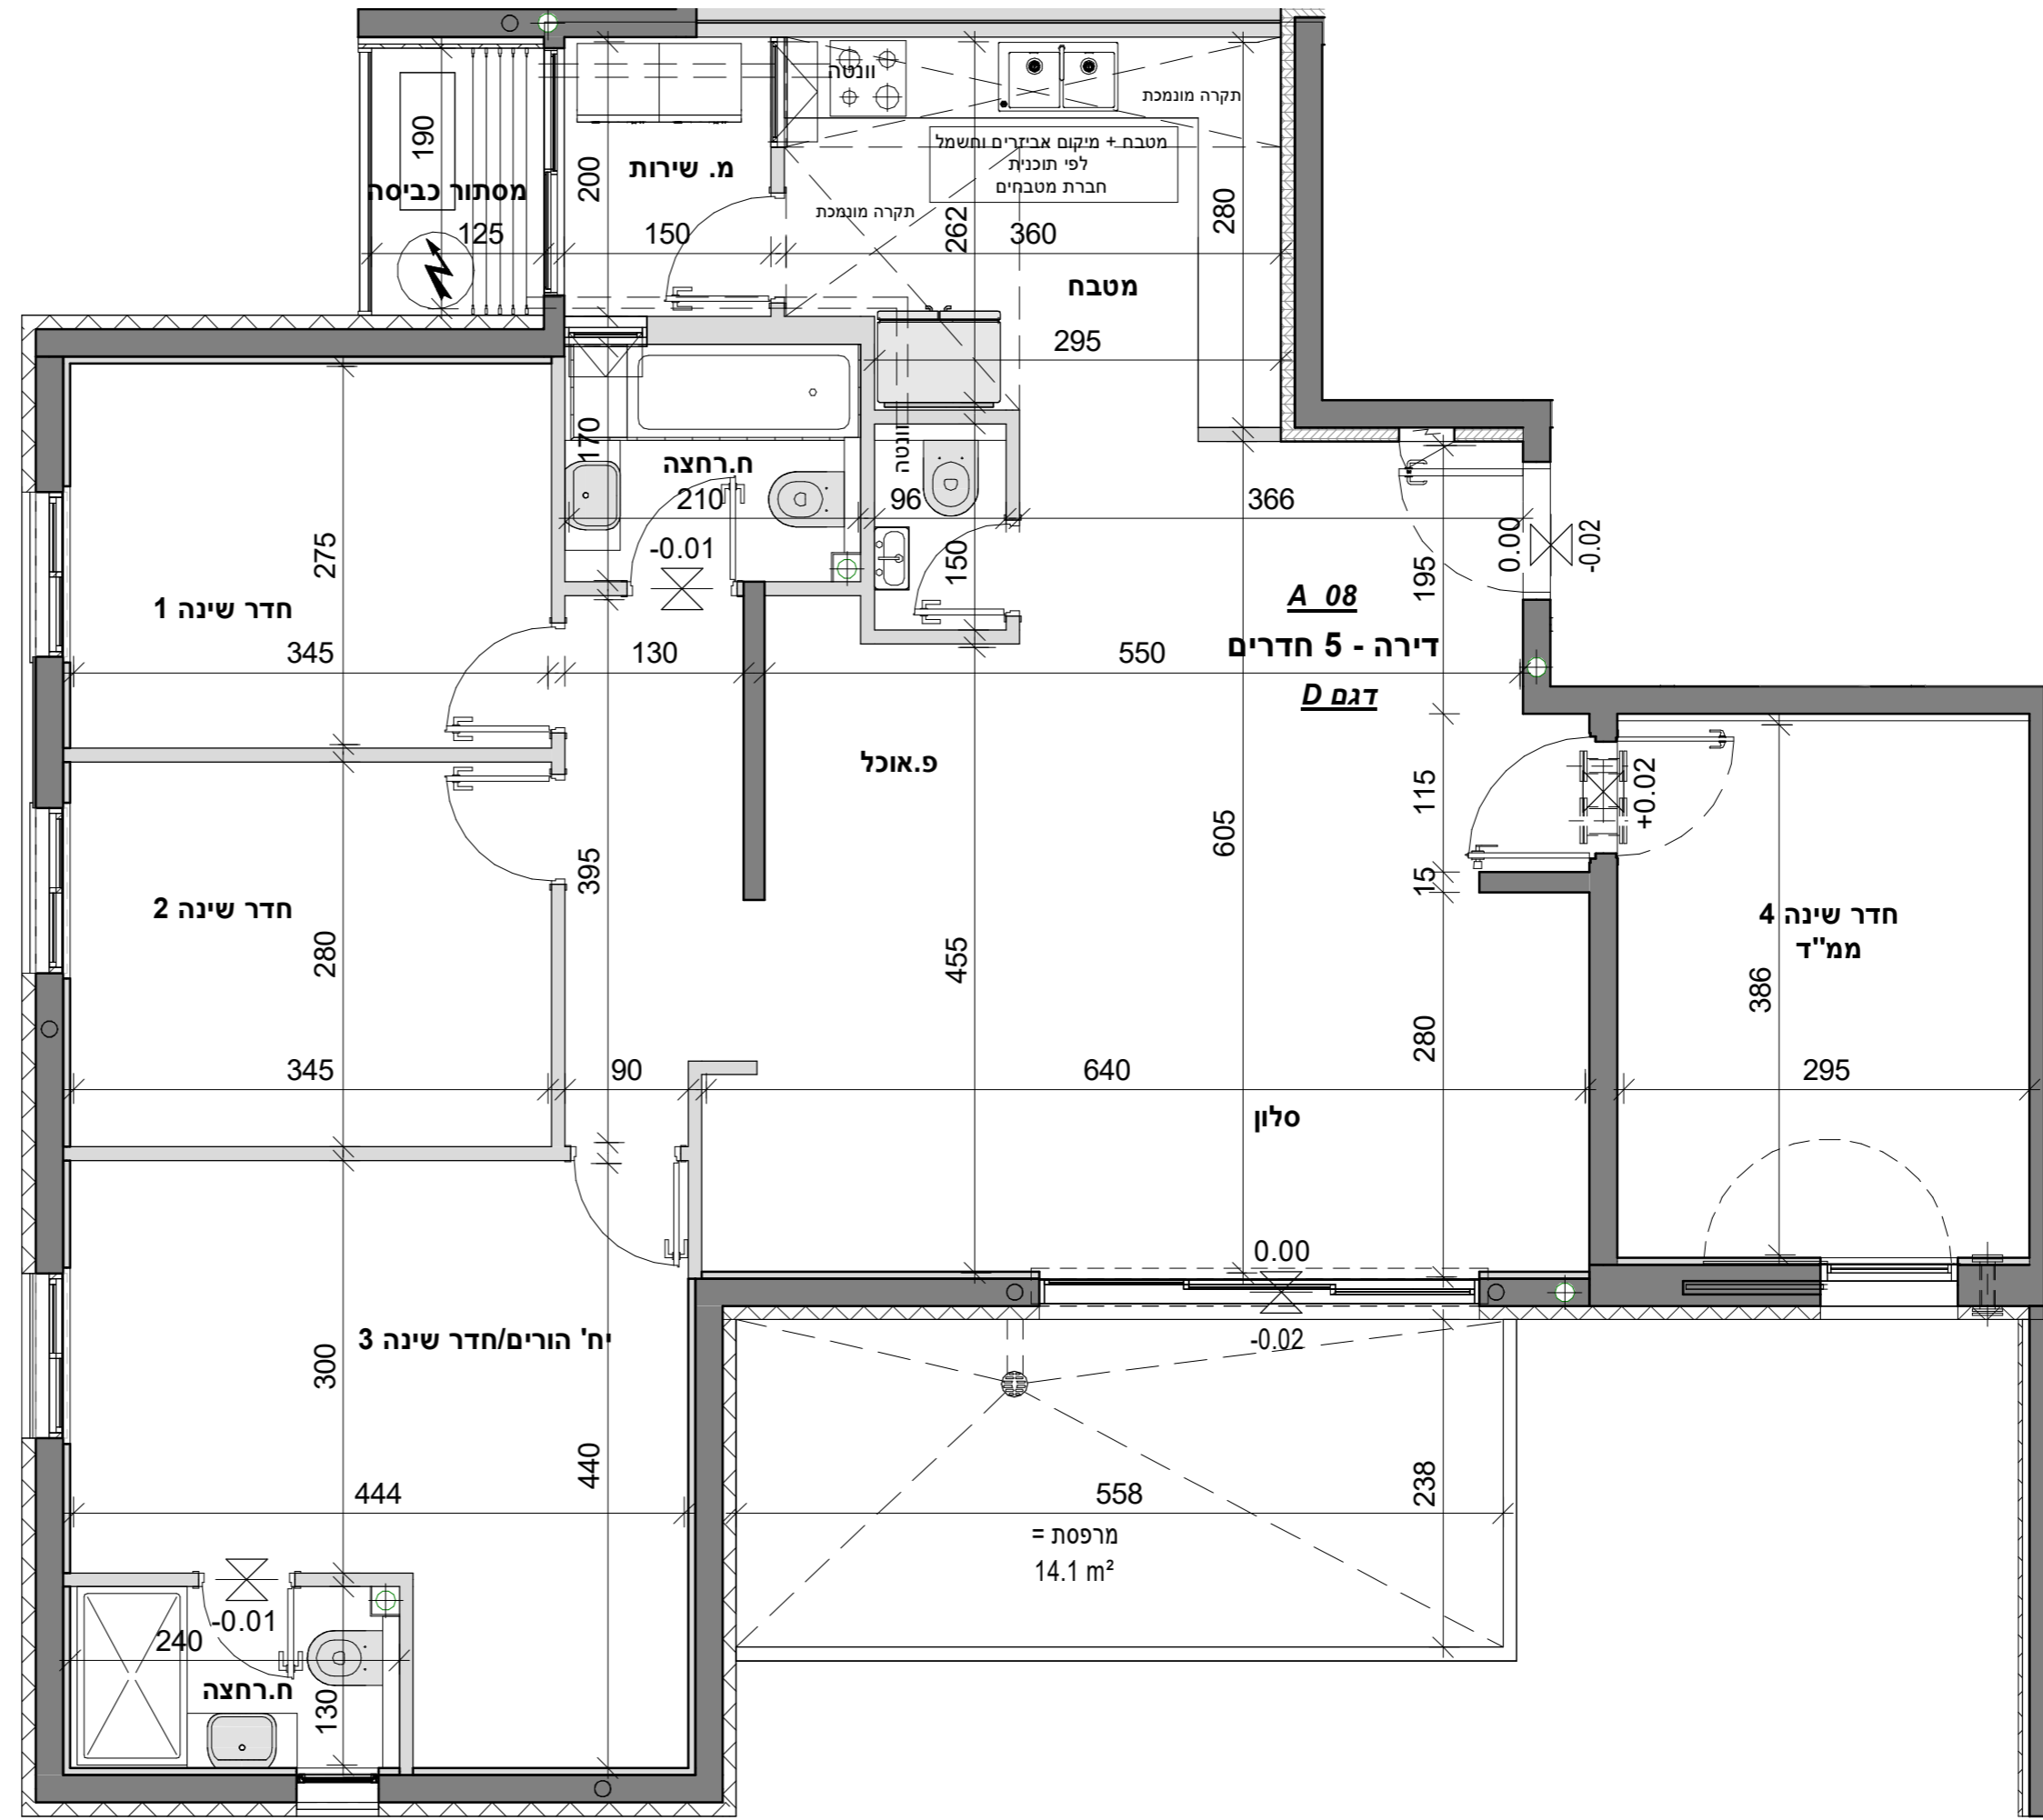 וונטה
תקרה מונמכת
190
200
מ. שירות
מטבח + מיקום אביזרים וחשמל
לפי תוכנית
חברת מטבחים
מסתור כביסה
תקרה מונמכת
262
280
125
150
360
מטבח
295
170
וונטה
ח.רחצה
210
96
366
-0.01
150
195
0.00
-0.02
275
חדר שינה 1
A 08
דירה - 5 חדרים
דגם D
345
130
550
פ.אוכל
115
+0.02
605
15
395
חדר שינה 2
280
455
חדר שינה 4
ממ"ד
386
280
345
90
640
295
סלון
0.00
-0.02
יח' הורים/חדר שינה 3
300
440
444
558
238
מרפסת =
14.1 m²
-0.01
240
ח.רחצה
130